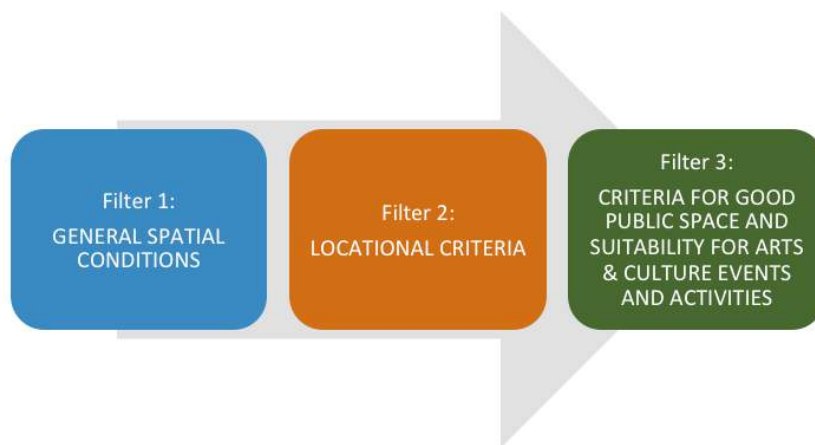 Filter 1:
GENERAL SPATIAL
CONDITIONS
Filter 2:
LOCATIONAL CRITERIA
Filter 3:
CRITERIA FOR GOOD
PUBLIC SPACE AND
SUITABILITY FOR ARTS
& CULTURE EVENTS
AND ACTIVITIES